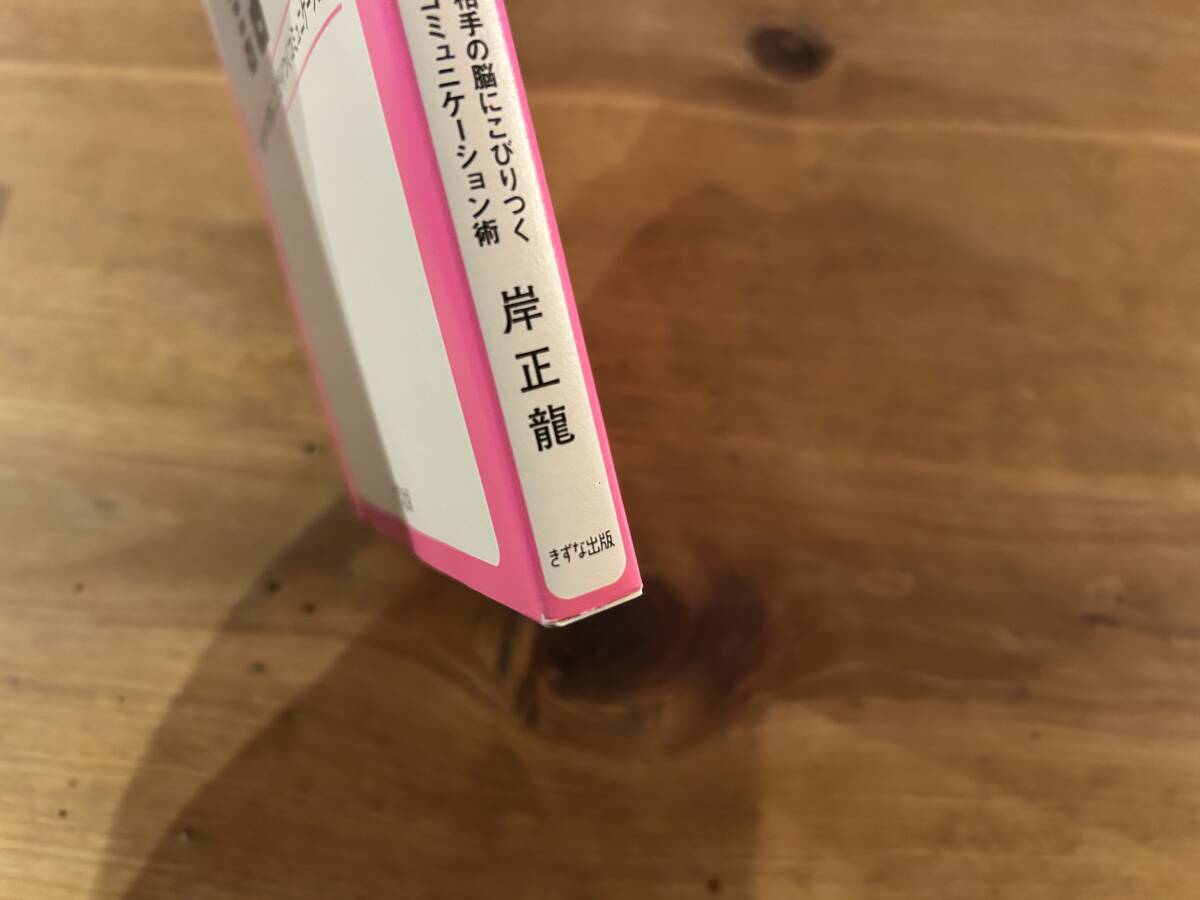 相手の脳にこびりつく
コミュニケーション術
岸正龍
きずな出版